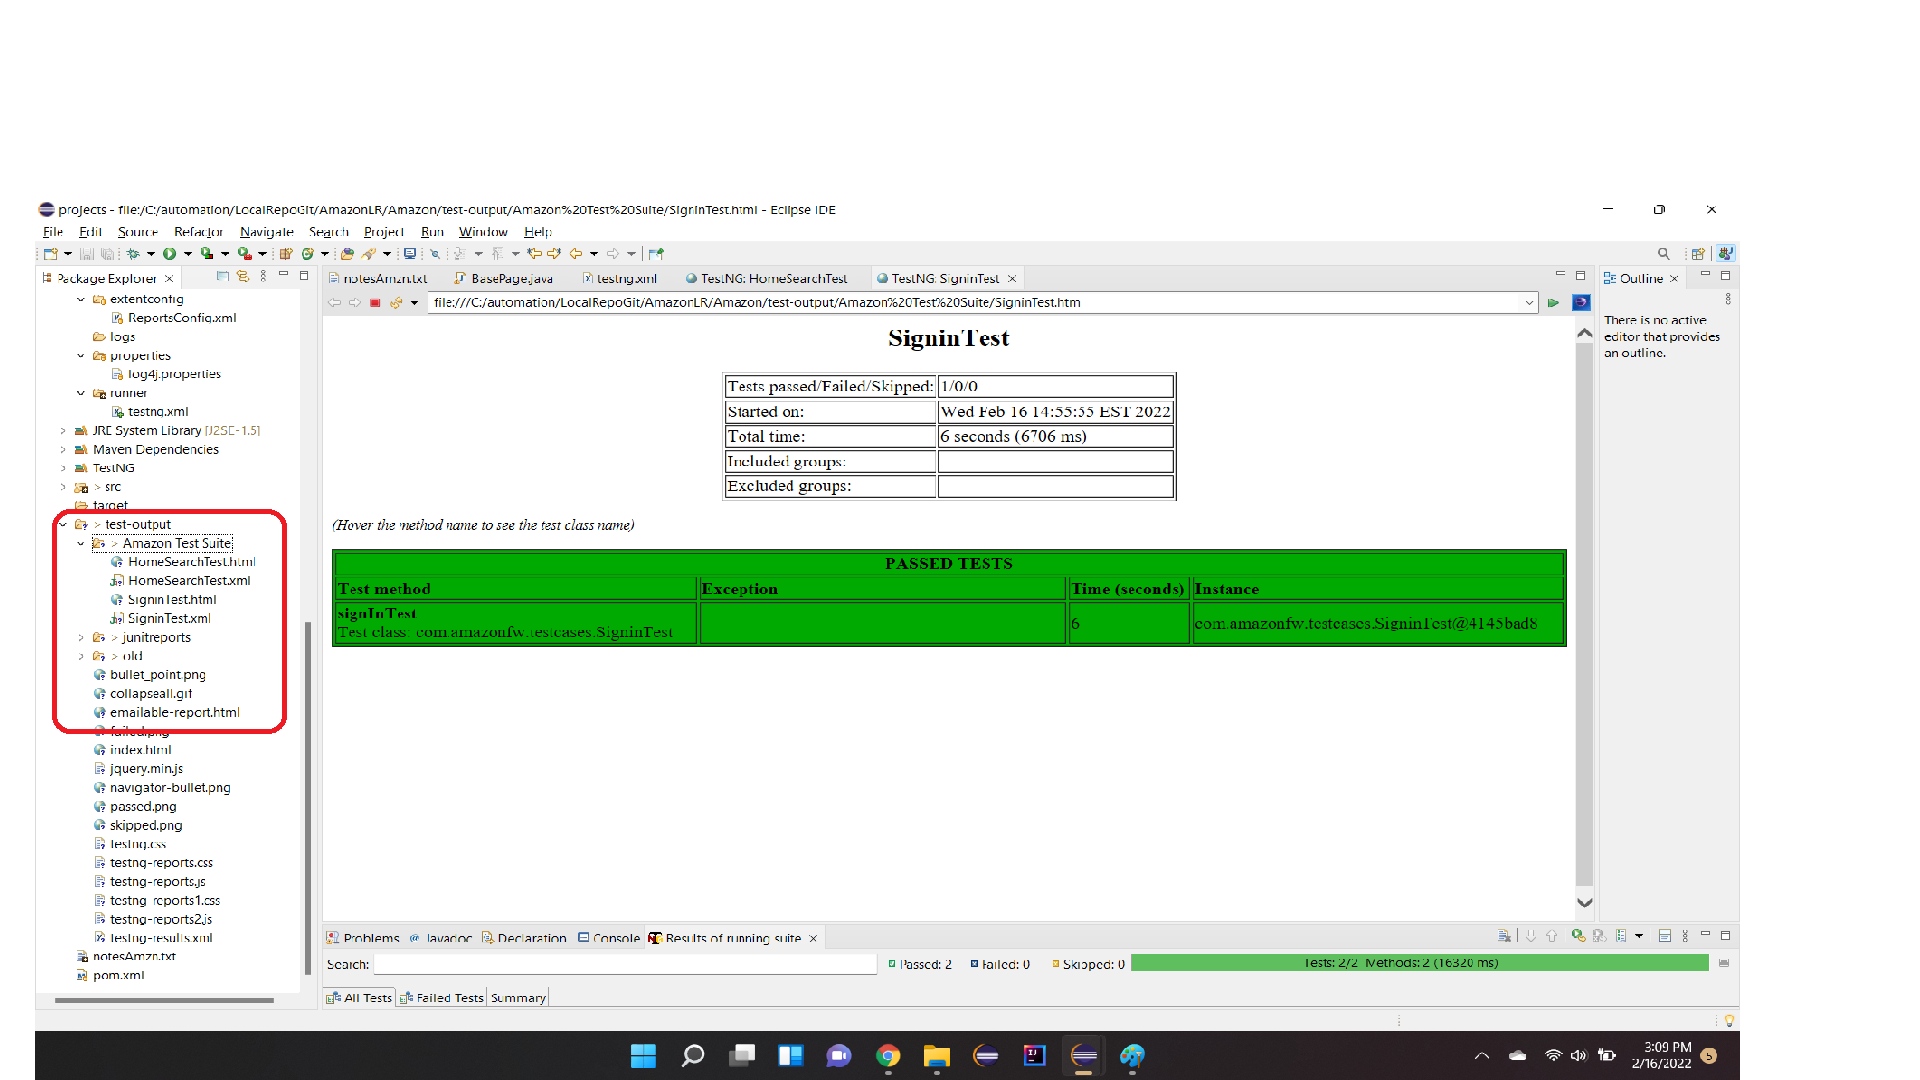 projects - file:/C:/automation/LocalRepoGit/AmazonLR/Amazon/test-output/Amazon%20Test%20Suite/SigninTest.html - Eclipse IDE
File Edit Source Refactor Navigate Search Project Run Window Help
Package Explorer
extentconfig
ReportsConfig.xml
logs
properties
log4j.properties
runner
testng.xml
JRE System Library [J2SE-1.5]
Maven Dependencies
TestNG
> src
target
> test-output
> Amazon Test Suite
HomeSearchTest.html
HomeSearchTest.xml
SigninTest.html
SigninTest.xml
> junitreports
> old
bullet_point.png
collapseall.gif
emailable-report.html
failed.png
index.html
jquery.min.js
navigator-bullet.png
passed.png
skipped.png
testng.css
testng-reports.css
testng-reports.js
testng-reports1.css
testng-reports2.js
testng-results.xml
notesAmzn.txt
pom.xml
notesAmzn.txt BasePage.java testng.xml TestNG: HomeSearchTest TestNG: SigninTest
file:///C:/automation/LocalRepoGit/AmazonLR/Amazon/test-output/Amazon%20Test%20Suite/SigninTest.htm
SigninTest
Tests passed/Failed/Skipped: 1/0/0
Started on: Wed Feb 16 14:55:55 EST 2022
Total time: 6 seconds (6706 ms)
Included groups:
Excluded groups:
(Hover the method name to see the test class name)
PASSED TESTS
Test method Exception Time (seconds) Instance
signInTest
Test class: com.amazonfw.testcases.SigninTest 6 com.amazonfw.testcases.SigninTest@4145bad8
Outline
There is no active
editor that provides
an outline.
Problems @ Javadoc Declaration Console Results of running suite
Search: Passed: 2 Failed: 0 Skipped: 0 Tests: 2/2 Methods: 2 (16320 ms)
All Tests Failed Tests Summary
3:09 PM
2/16/2022 5